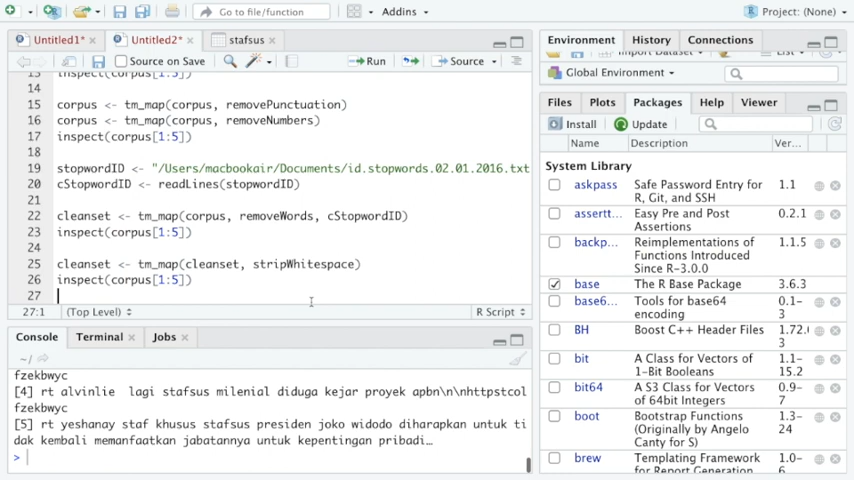 Go to file/function
Addins
Project: (None)
Untitled1*
Untitled2*
stafsus
Source on Save
Run
Source
inspect(corpus[1:5])
14
15 corpus <- tm_map(corpus, removePunctuation)
16 corpus <- tm_map(corpus, removeNumbers)
17 inspect(corpus[1:5])
18
19 stopwordID <- "/Users/macbookair/Documents/id.stopwords.02.01.2016.txt
20 cStopwordID <- readLines(stopwordID)
21
22 cleanset <- tm_map(corpus, removeWords, cStopwordID)
23 inspect(corpus[1:5])
24
25 cleanset <- tm_map(cleanset, stripWhitespace)
26 inspect(corpus[1:5])
27
27:1 (Top Level) R Script
Console Terminal Jobs
~/
fzekbwyc
[4] rt alvinlie  lagi stafsus milenial diduga kejar proyek apbn\n\nhttpstcol
fzekbwyc
[5] rt yeshanay staf khusus stafsus presiden joko widodo diharapkan untuk ti
dak kembali memanfaatkan jabatannya untuk kepentingan pribadi…
>
Environment History Connections
Import Dataset List
Global Environment
Files Plots Packages Help Viewer
Install Update
Name Description Ver...
System Library
askpass Safe Password Entry for R, Git, and SSH 1.1
assertt... Easy Pre and Post Assertions 0.2.1
backp... Reimplementations of Functions Introduced Since R-3.0.0 1.1.5
base The R Base Package 3.6.3
base6... Tools for base64 encoding 0.1-3
BH Boost C++ Header Files 1.72.0 3
bit A Class for Vectors of 1-Bit Booleans 1.1-15.2
bit64 A S3 Class for Vectors of 64bit Integers 0.9-7
boot Bootstrap Functions (Originally by Angelo Canty for S) 1.3-24
brew Templating Framework for Report Generation 1.0-6